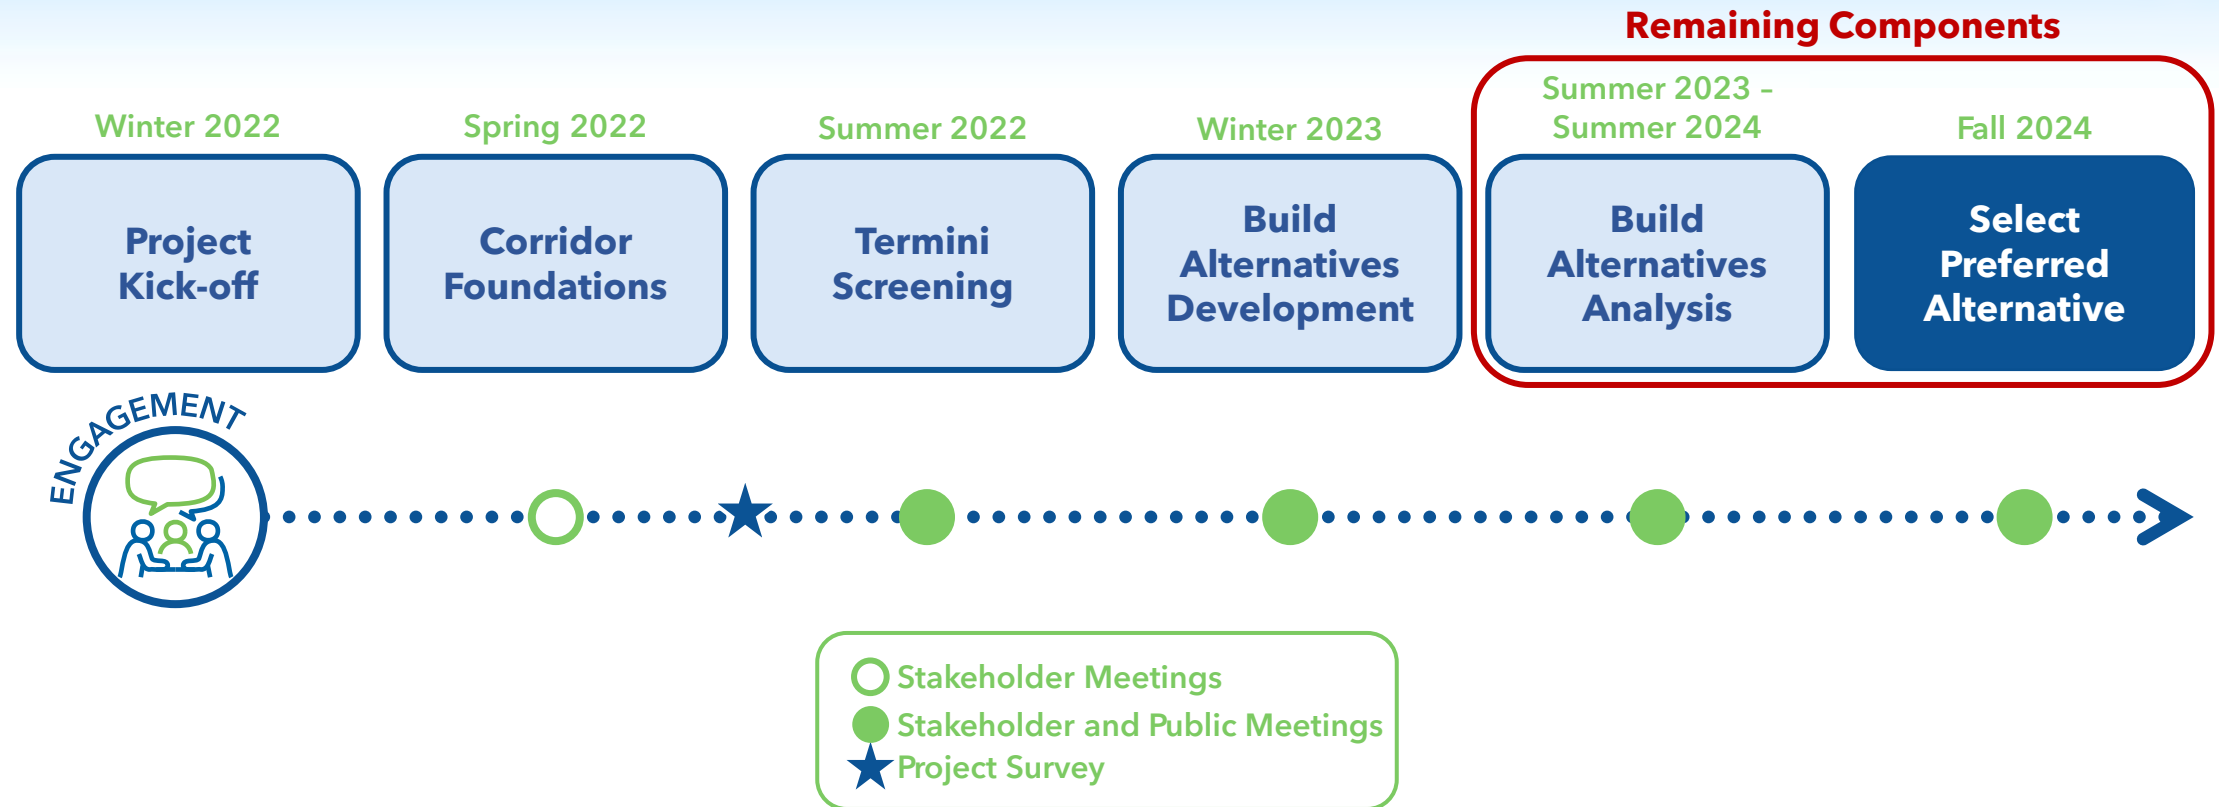 Remaining Components
Winter 2022
Project
Kick-off
Spring 2022
Corridor
Foundations
Summer 2022
Termini
Screening
Winter 2023
Build
Alternatives
Development
Summer 2023 –
Summer 2024
Build
Alternatives
Analysis
Fall 2024
Select
Preferred
Alternative
ENGAGEMENT
Stakeholder Meetings
Stakeholder and Public Meetings
Project Survey